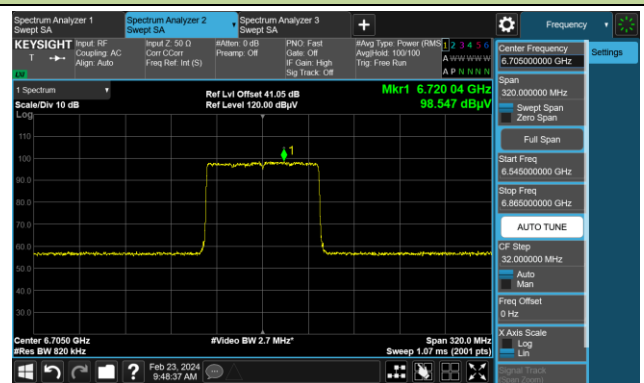 Spectrum Analyzer 1
Swept SA
Spectrum Analyzer 2
Swept SA
Spectrum Analyzer 3
Swept SA
+
Frequency
KEYSIGHT
T
Input: RF
Coupling: AC
Align: Auto
Input Z: 50 Ω
Corr CCorr
Freq Ref: Int (S)
#Atten: 0 dB
Preamp: Off
PNO: Fast
Gate: Off
IF Gain: High
Sig Track: Off
#Avg Type: Power (RMS
Avg|Hold: 100/100
Trig: Free Run
1 2 3 4 5 6
A W W W W W
A P N N N N
Settings
Center Frequency
6.705000000 GHz
Span
320.000000 MHz
Swept Span
Zero Span
Full Span
Start Freq
6.545000000 GHz
Stop Freq
6.865000000 GHz
AUTO TUNE
CF Step
32.000000 MHz
Auto
Man
Freq Offset
0 Hz
X Axis Scale
Log
Lin
Signal Track
(Span Zoom)
1 Spectrum
Scale/Div 10 dB
Log
Ref Lvl Offset 41.05 dB
Ref Level 120.00 dBµV
Mkr1 6.720 04 GHz
98.547 dBµV
1
110
100
90.0
80.0
70.0
60.0
50.0
40.0
30.0
Center 6.7050 GHz
#Res BW 820 kHz
#Video BW 2.7 MHz*
Span 320.0 MHz
Sweep 1.07 ms (2001 pts)
?
Feb 23, 2024
9:48:37 AM